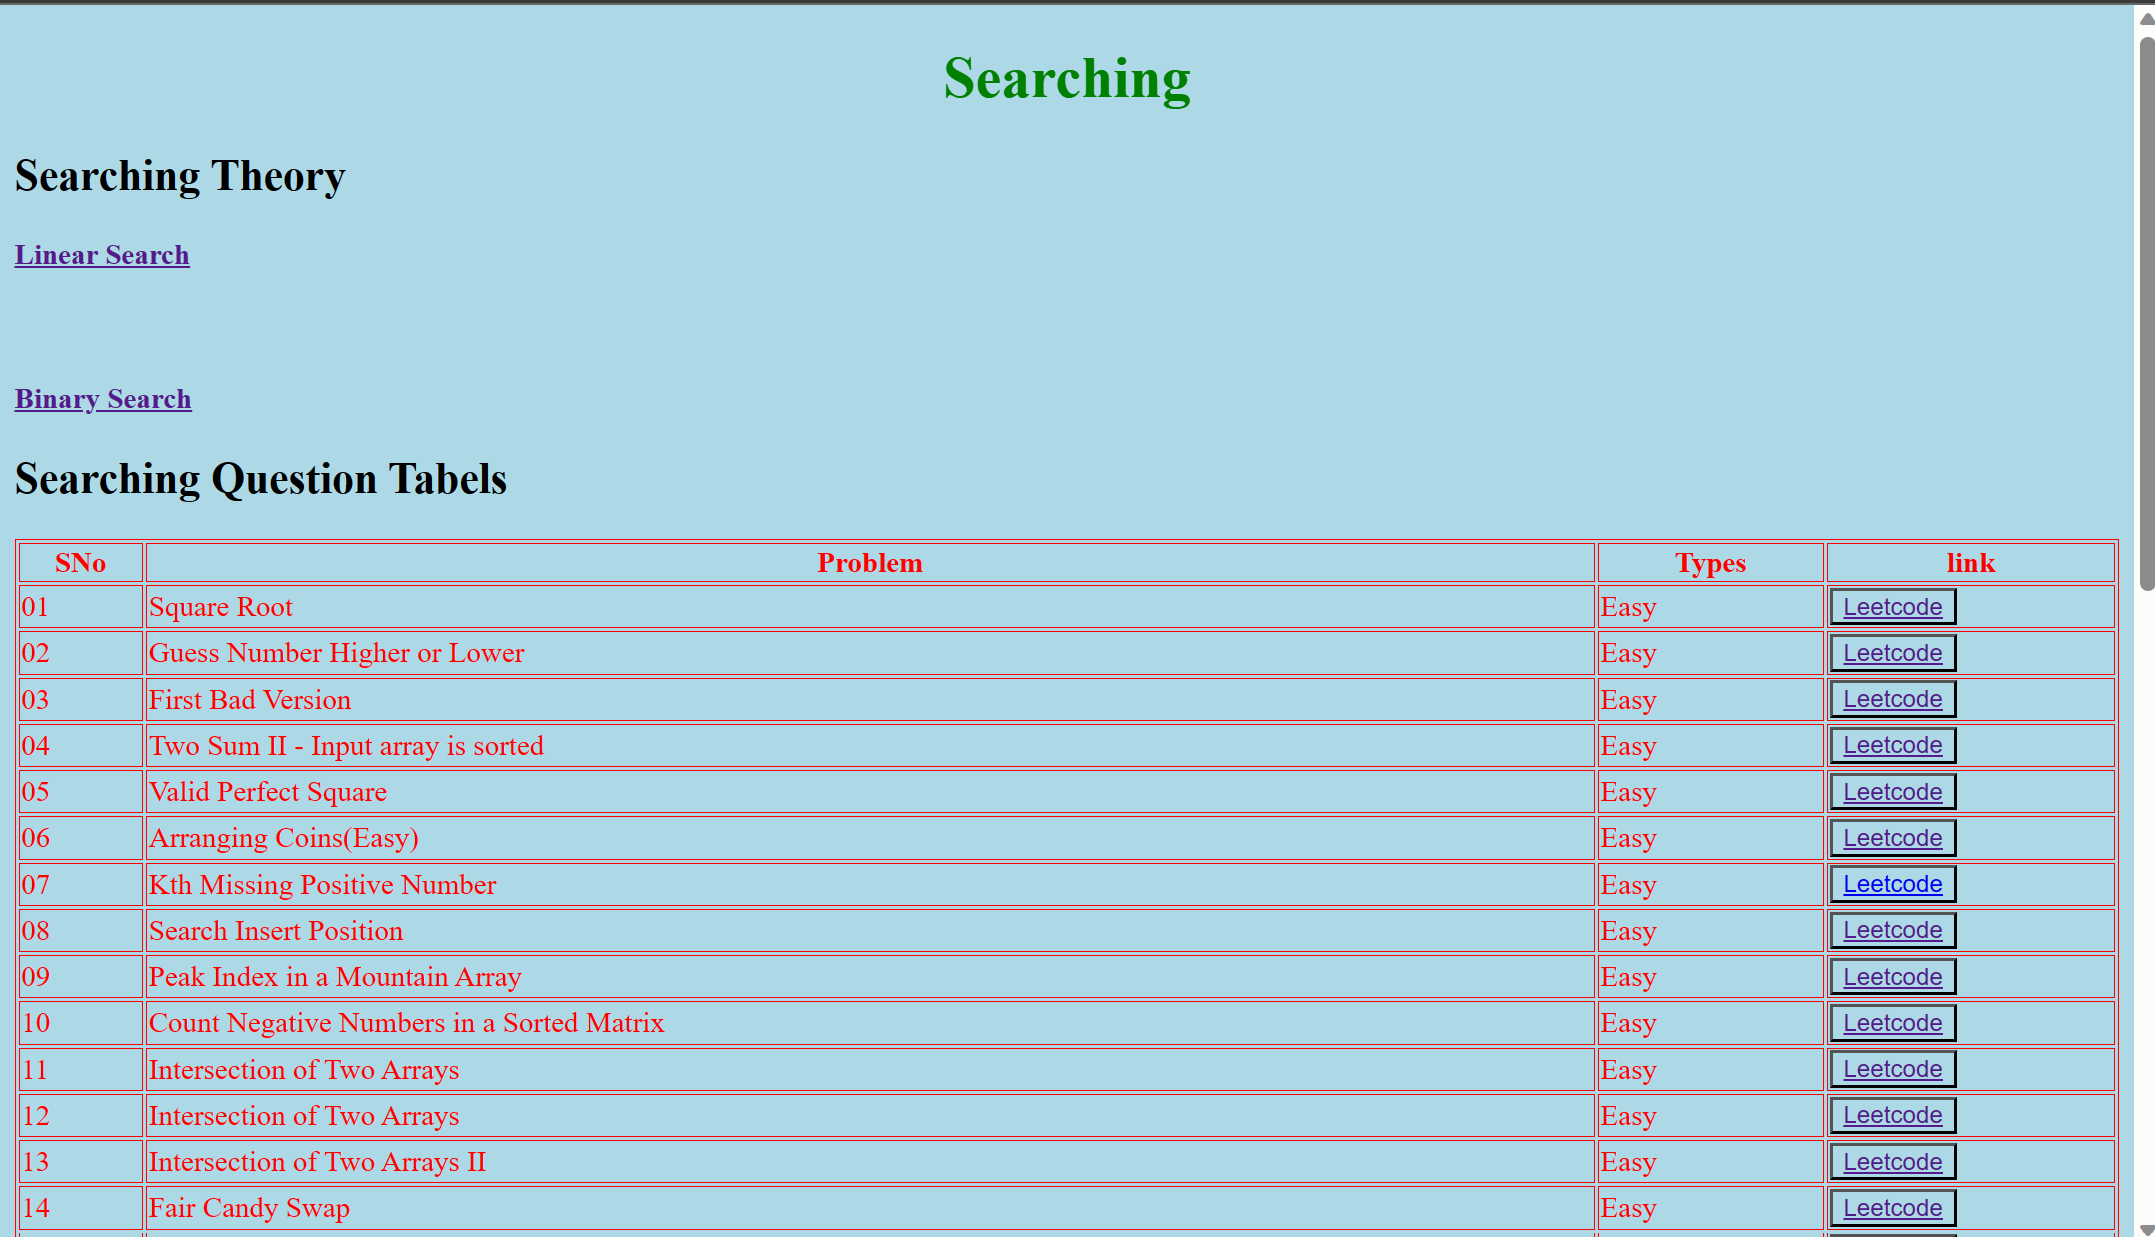 Searching
Searching Theory
Linear Search
Binary Search
Searching Question Tabels
SNo Problem Types link
01 Square Root Easy Leetcode
02 Guess Number Higher or Lower Easy Leetcode
03 First Bad Version Easy Leetcode
04 Two Sum II - Input array is sorted Easy Leetcode
05 Valid Perfect Square Easy Leetcode
06 Arranging Coins(Easy) Easy Leetcode
07 Kth Missing Positive Number Easy Leetcode
08 Search Insert Position Easy Leetcode
09 Peak Index in a Mountain Array Easy Leetcode
10 Count Negative Numbers in a Sorted Matrix Easy Leetcode
11 Intersection of Two Arrays Easy Leetcode
12 Intersection of Two Arrays Easy Leetcode
13 Intersection of Two Arrays II Easy Leetcode
14 Fair Candy Swap Easy Leetcode